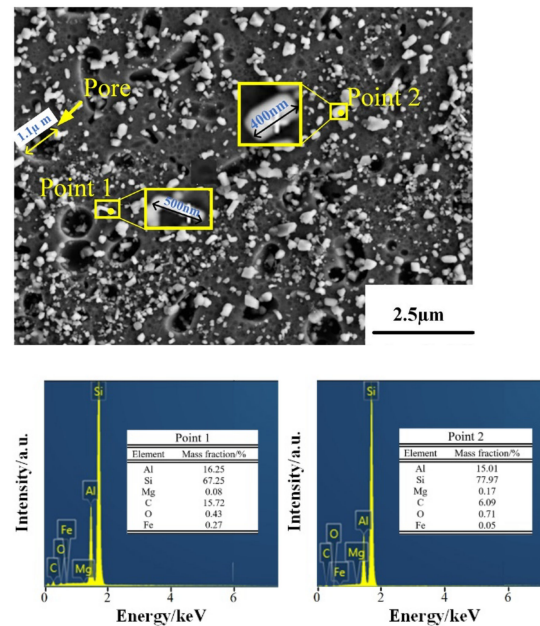 Pore
1.1μm
Point 2
400nm
Point 1
500nm
2.5μm
Intensity/a.u.
Si
Al
Fe
O
C
Mg
Point 1
Element Mass fraction/%
Al 16.25
Si 67.25
Mg 0.08
C 15.72
O 0.43
Fe 0.27
0 2 4 6
Energy/keV
Intensity/a.u.
Si
O
Al
C
Mg
Fe
Point 2
Element Mass fraction/%
Al 15.01
Si 77.97
Mg 0.17
C 6.09
O 0.71
Fe 0.05
0 2 4 6
Energy/keV